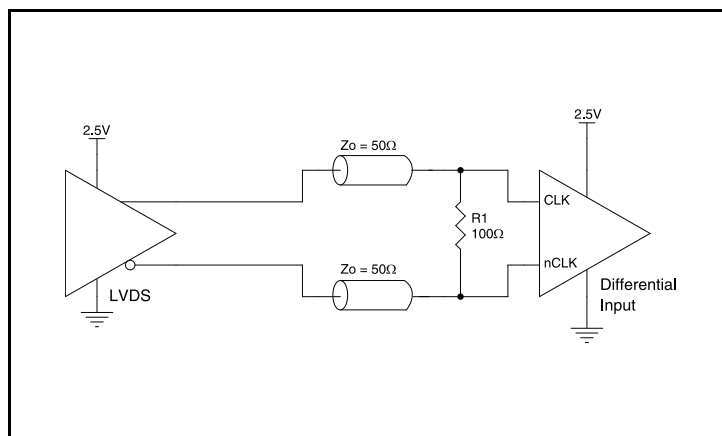 2.5V
2.5V
Zo = 50Ω
CLK
R1
100Ω
nCLK
Zo = 50Ω
LVDS
Differential
Input